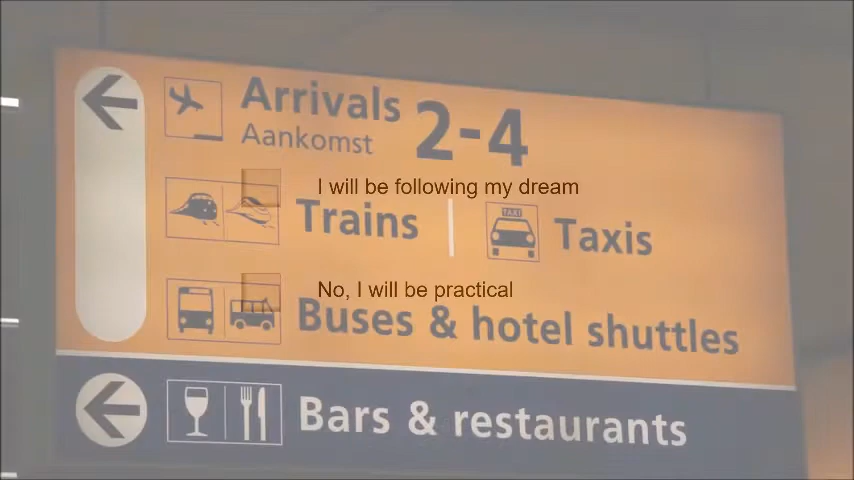 Arrivals 2-4
Aankomst
I will be following my dream
Trains TAXI Taxis
No, I will be practical
Buses & hotel shuttles
Bars & restaurants